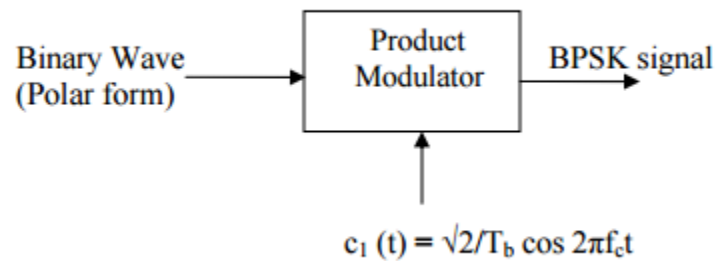 Product
Modulator
Binary Wave
(Polar form)
BPSK signal
c₁ (t) = √2/T_b cos 2πf_ct